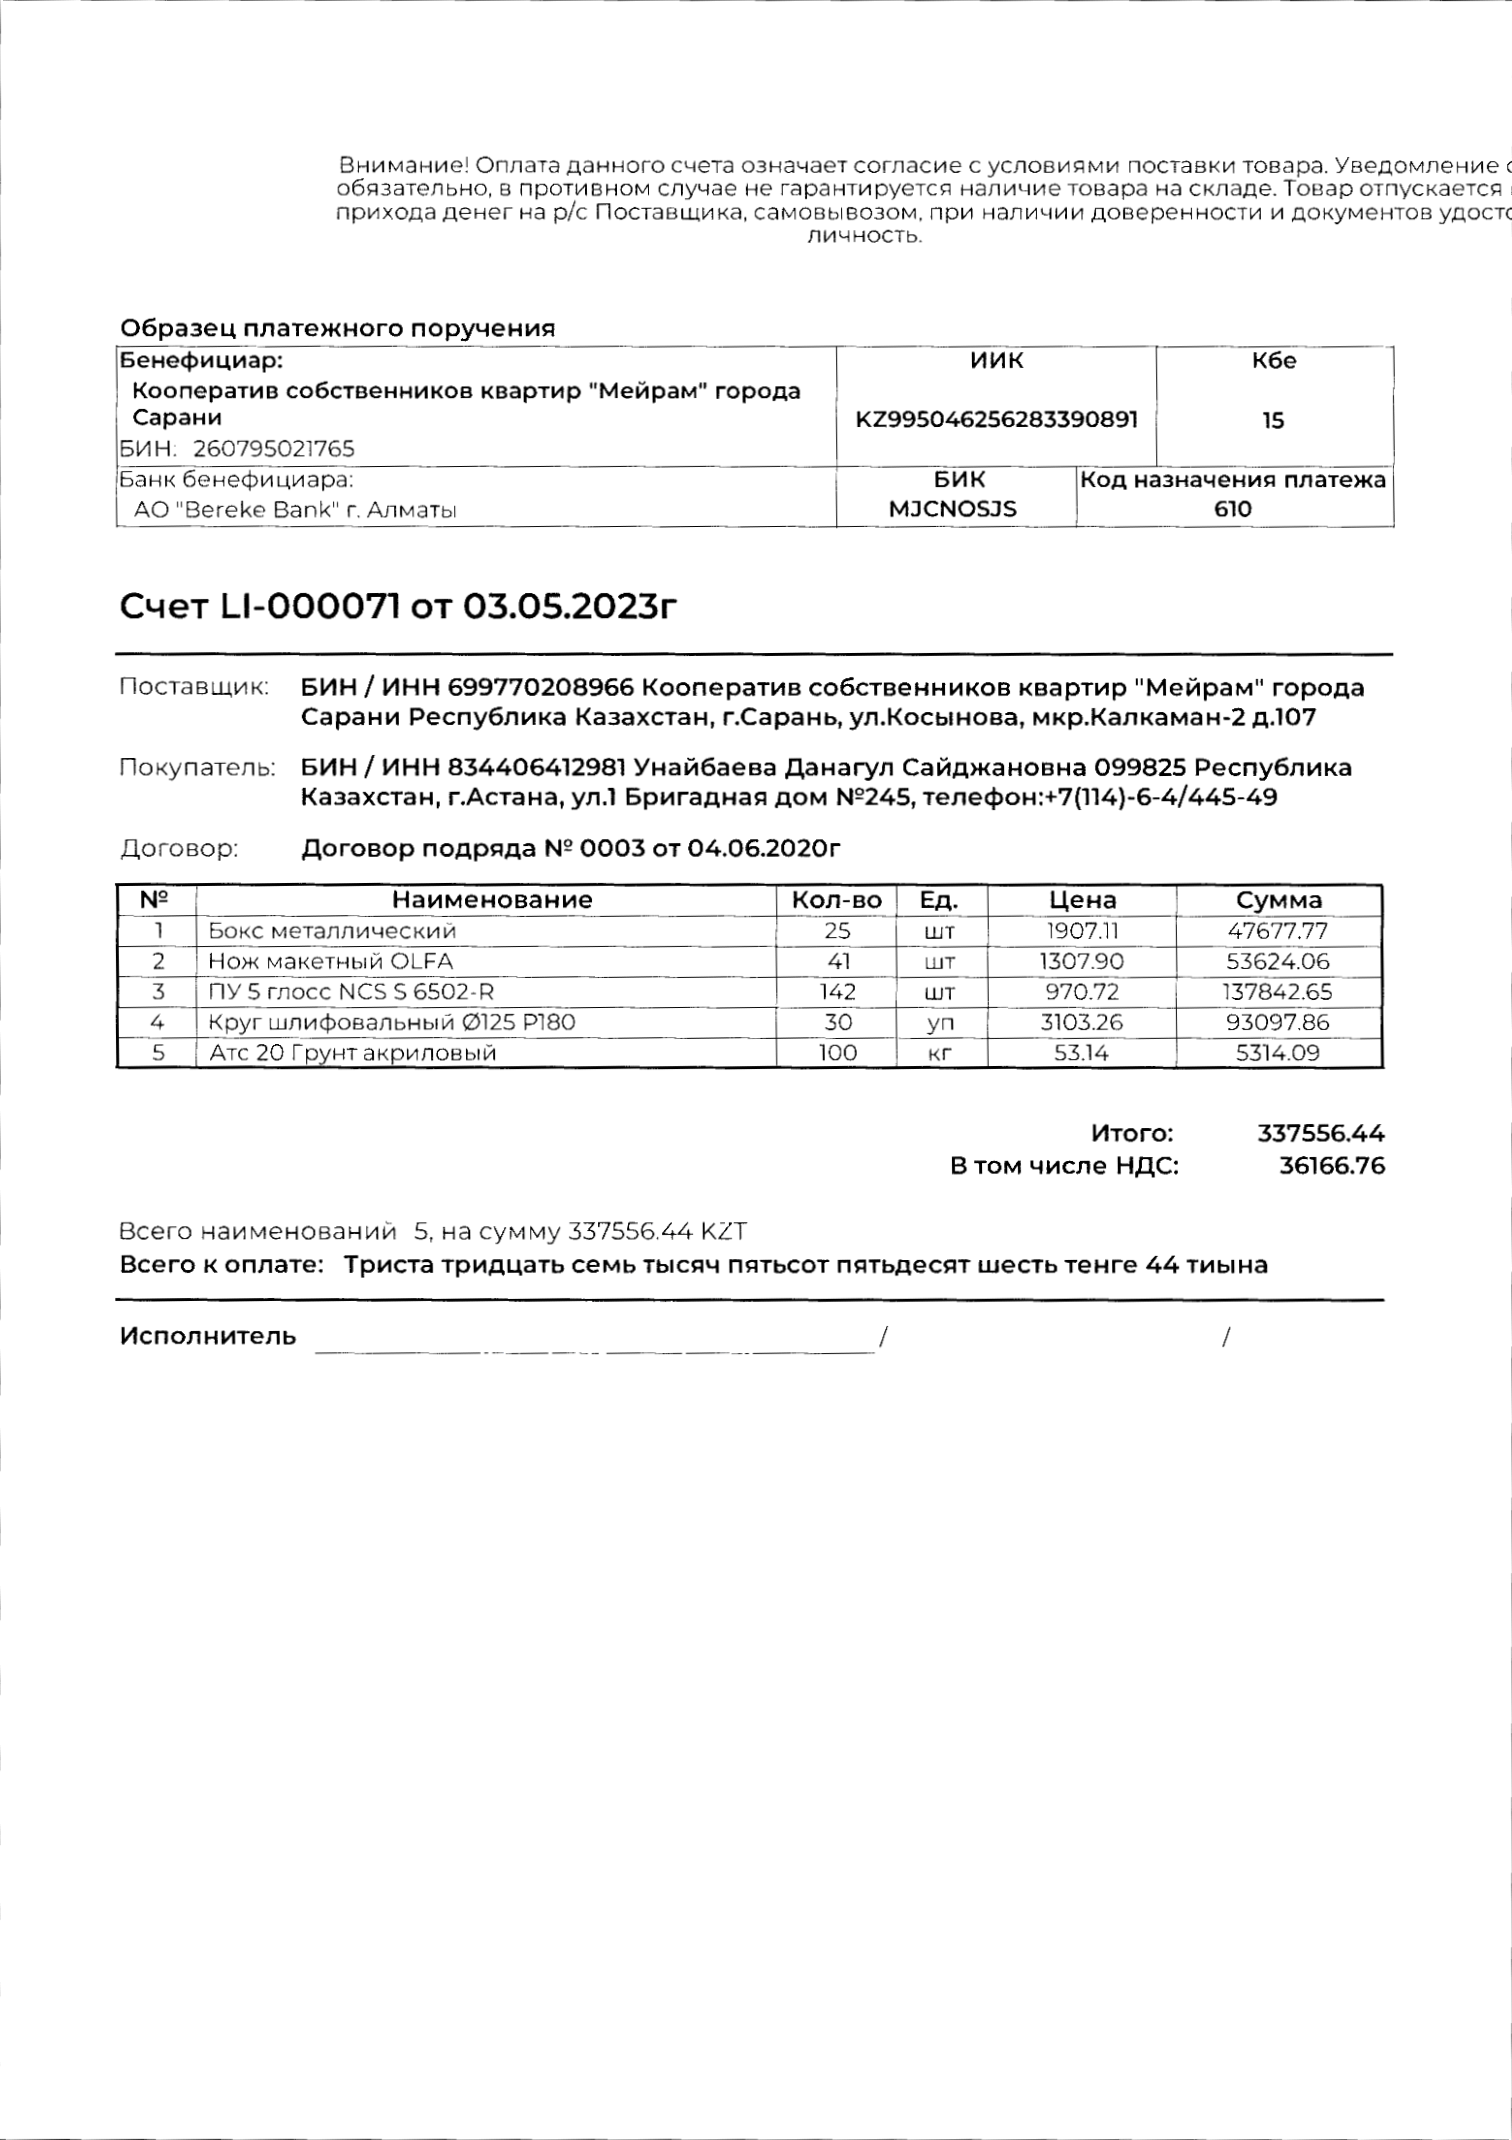 Внимание! Оплата данного счета означает согласие с условиями поставки товара. Уведомление
обязательно, в противном случае не гарантируется наличие товара на складе. Товар отпускается
прихода денег на р/с Поставщика, самовывозом, при наличии доверенности и документов
личность.
Образец платежного поручения
Бенефициар: ИИК Кбе
Кооператив собственников квартир "Мейрам" города
Сарани KZ995046256283390891 15
БИН: 260795021765
Банк бенефициара: БИК Код назначения платежа
АО "Bereke Bank" г. Алматы MJCNOSJS 610
Счет LI-000071 от 03.05.2023г
Поставщик: БИН / ИНН 699770208966 Кооператив собственников квартир "Мейрам" города
Сарани Республика Казахстан, г.Сарань, ул.Косынова, мкр.Калкаман-2 д.107
Покупатель: БИН / ИНН 834406412981 Унайбаева Данагул Сайджановна 099825 Республика
Казахстан, г.Астана, ул.1 Бригадная дом №245, телефон:+7(114)-6-4/445-49
Договор: Договор подряда № 0003 от 04.06.2020г
№ Наименование Кол-во Ед. Цена Сумма
1 Бокс металлический 25 шт 1907.11 47677.77
2 Нож макетный OLFA 41 шт 1307.90 53624.06
3 ПУ 5 глосс NCS S 6502-R 142 шт 970.72 137842.65
4 Круг шлифовальный Ø125 P180 30 уп 3103.26 93097.86
5 Атс 20 Грунт акриловый 100 кг 53.14 5314.09
Итого: 337556.44
В том числе НДС: 36166.76
Всего наименований 5, на сумму 337556.44 KZT
Всего к оплате: Триста тридцать семь тысяч пятьсот пятьдесят шесть тенге 44 тиына
Исполнитель / /